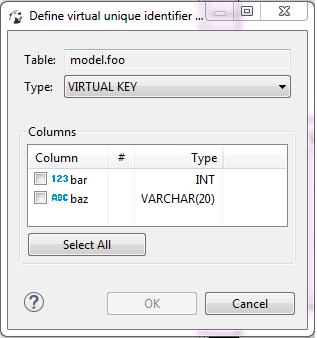 Define virtual unique identifier ...
Table: model.foo
Type: VIRTUAL KEY
Columns
Column # Type
123 bar INT
ABC baz VARCHAR(20)
Select All
? OK Cancel